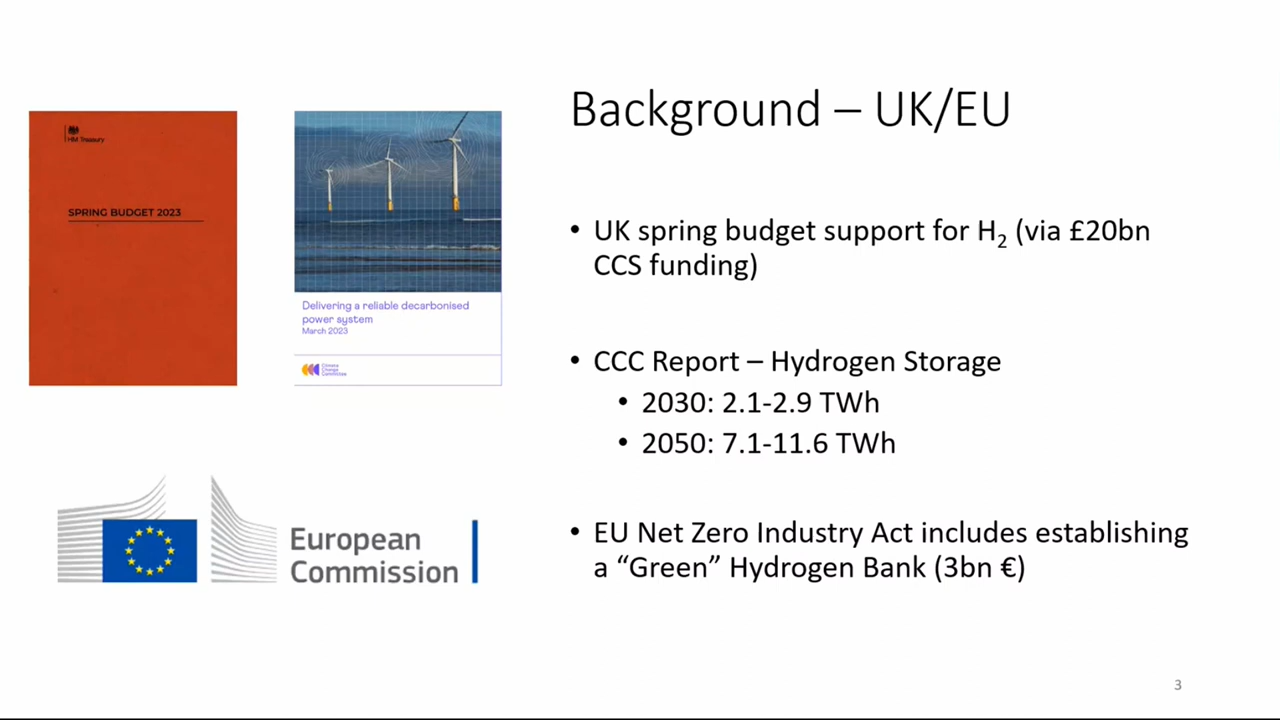 Background – UK/EU
HM Treasury
SPRING BUDGET 2023
Delivering a reliable decarbonised
power system
March 2023
Climate
Change
Committee
European
Commission
• UK spring budget support for H₂ (via £20bn
CCS funding)
• CCC Report – Hydrogen Storage
• 2030: 2.1-2.9 TWh
• 2050: 7.1-11.6 TWh
• EU Net Zero Industry Act includes establishing
a “Green” Hydrogen Bank (3bn €)
3